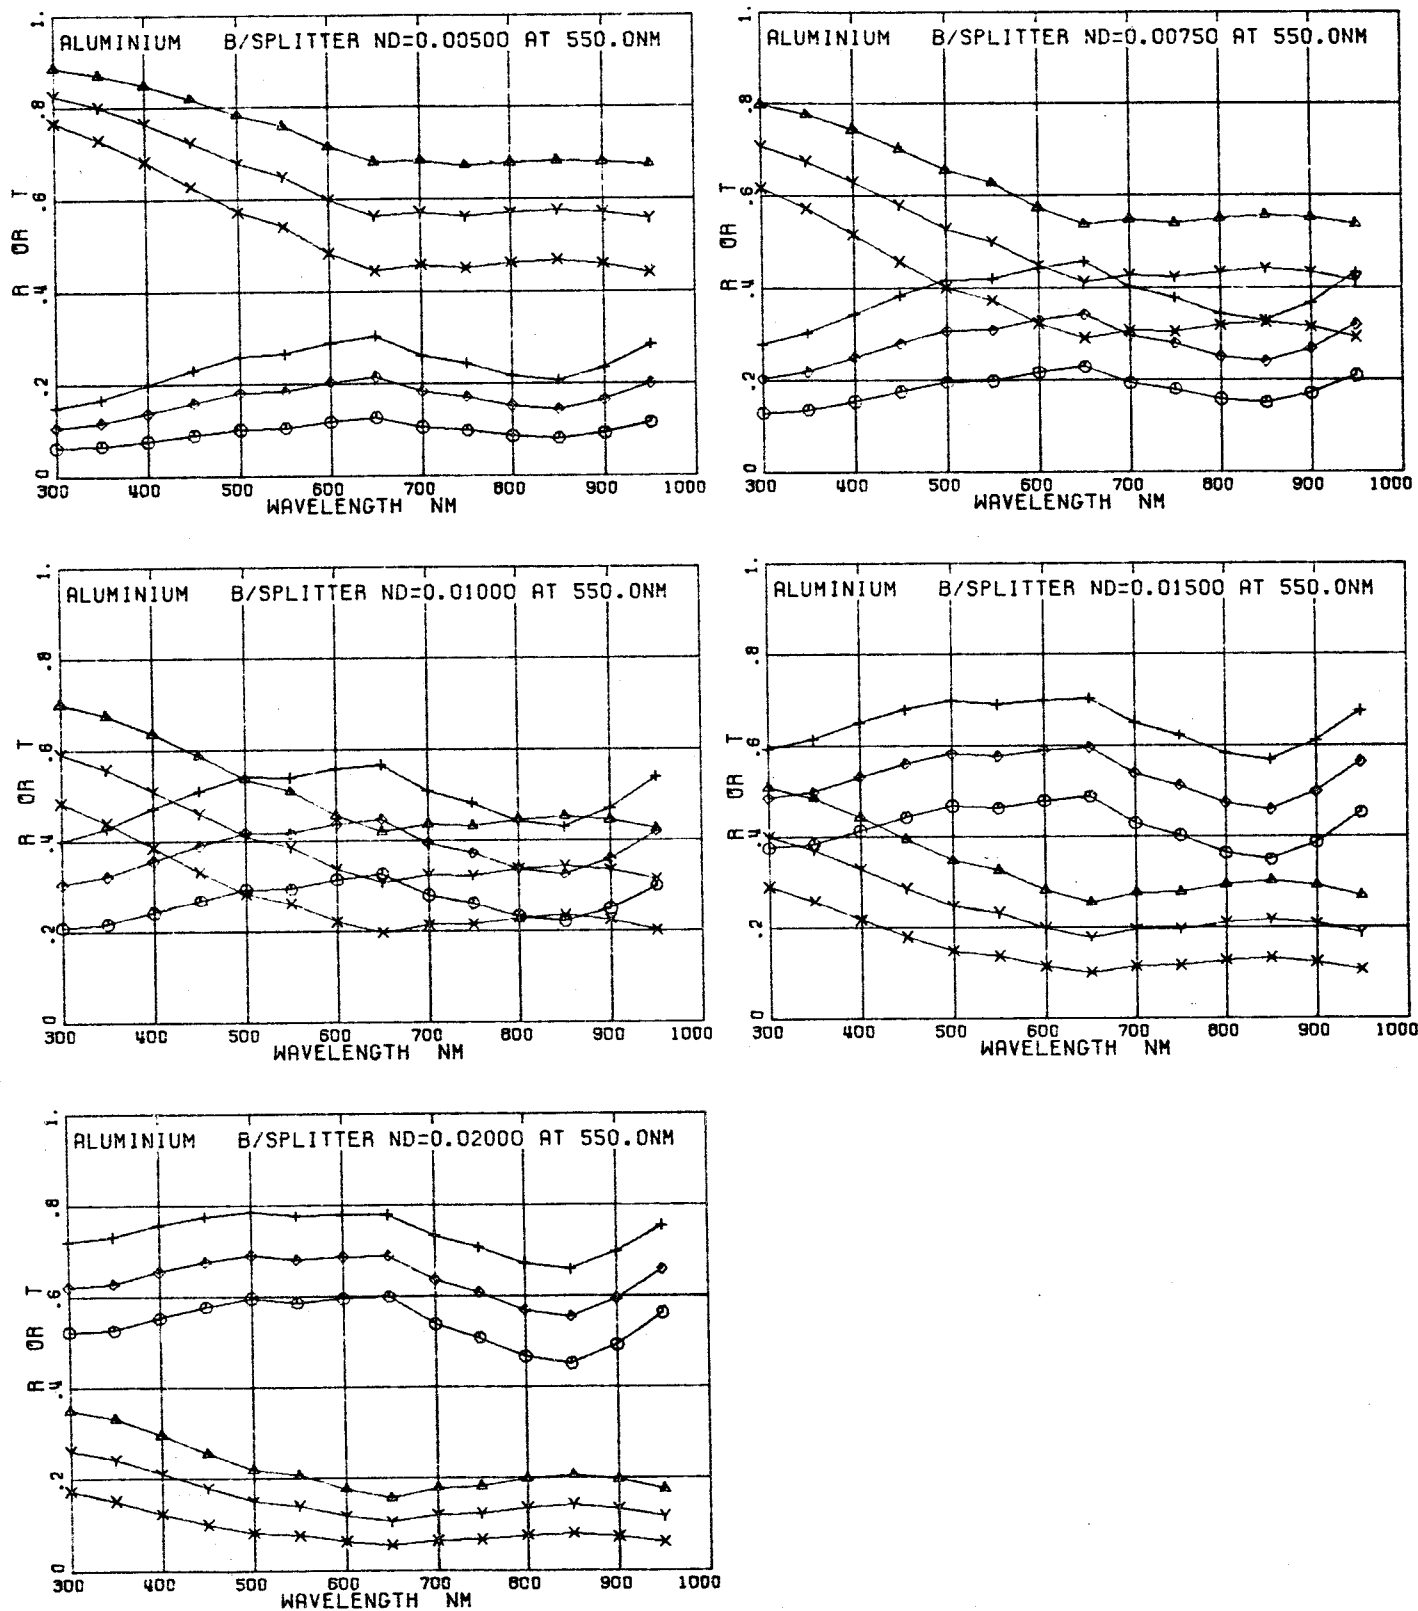 ALUMINIUM B/SPLITTER ND=0.00500 AT 550.0NM
1.
.8
.6
.4
.2
0
R OR T
300 400 500 600 700 800 900 1000
WAVELENGTH NM
ALUMINIUM B/SPLITTER ND=0.00750 AT 550.0NM
1.
.8
.6
.4
.2
0
R OR T
300 400 500 600 700 800 900 1000
WAVELENGTH NM
ALUMINIUM B/SPLITTER ND=0.01000 AT 550.0NM
1.
.8
.6
.4
.2
0
R OR T
300 400 500 600 700 800 900 1000
WAVELENGTH NM
ALUMINIUM B/SPLITTER ND=0.01500 AT 550.0NM
1.
.8
.6
.4
.2
0
R OR T
300 400 500 600 700 800 900 1000
WAVELENGTH NM
ALUMINIUM B/SPLITTER ND=0.02000 AT 550.0NM
1.
.8
.6
.4
.2
0
R OR T
300 400 500 600 700 800 900 1000
WAVELENGTH NM